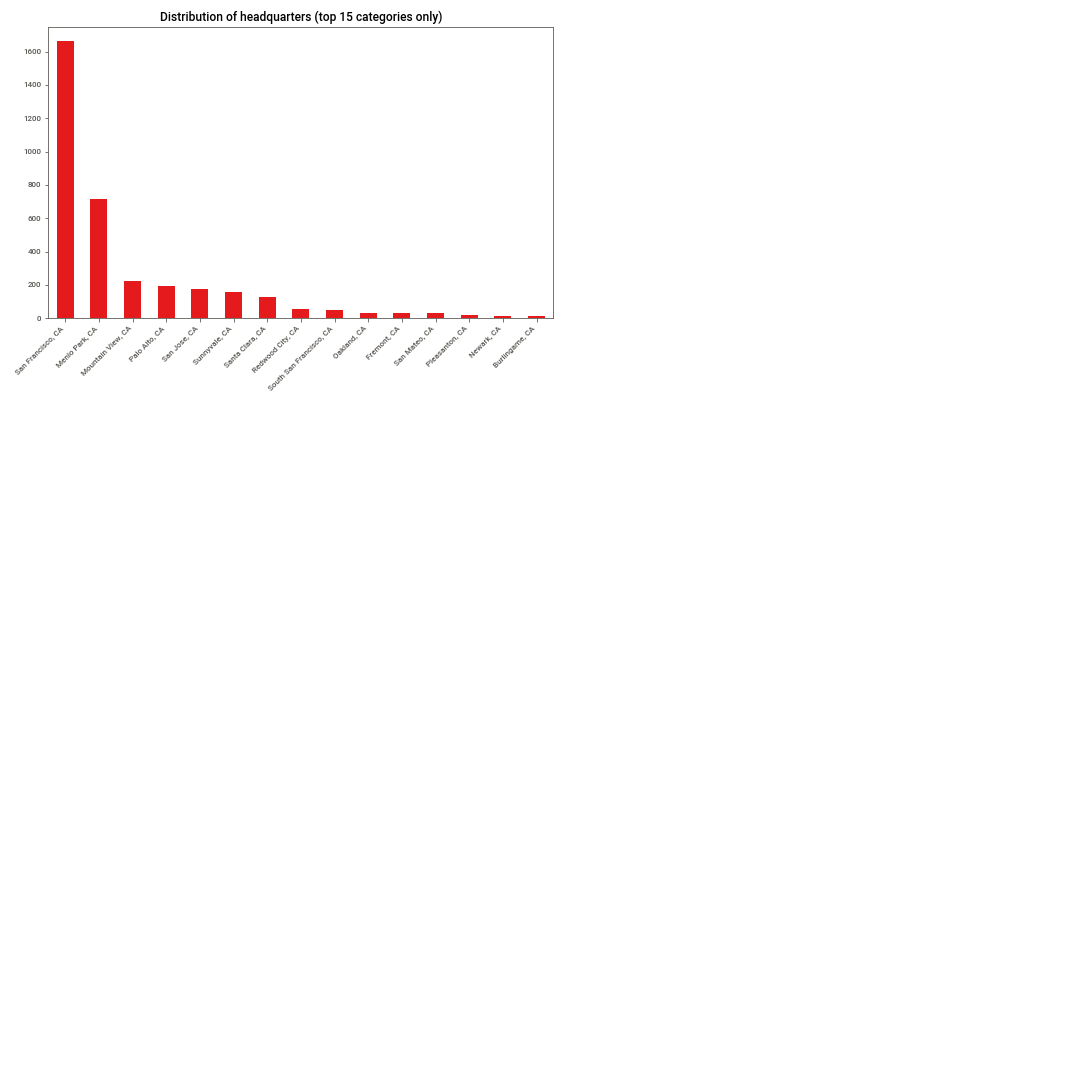 Distribution of headquarters (top 15 categories only)
1600
1400
1200
1000
800
600
400
200
0
San Francisco, CA
Menlo Park, CA
Mountain View, CA
Palo Alto, CA
San Jose, CA
Sunnyvale, CA
Santa Clara, CA
Redwood City, CA
South San Francisco, CA
Oakland, CA
Fremont, CA
San Mateo, CA
Pleasanton, CA
Newark, CA
Burlingame, CA